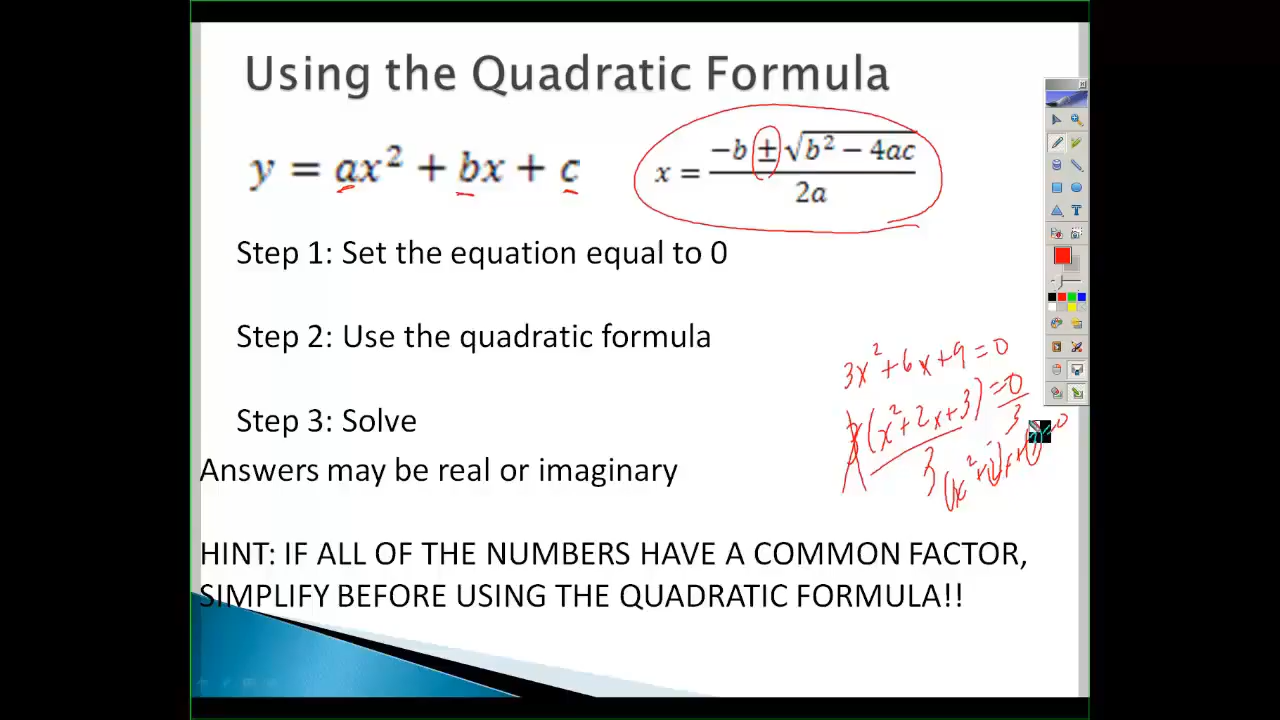 Using the Quadratic Formula
y = ax² + bx + c
x = (-b ± √(b² − 4ac)) / 2a
Step 1: Set the equation equal to 0
Step 2: Use the quadratic formula
3x² + 6x + 9 = 0
(x² + 2x + 3) = 0
3 3
Step 3: Solve
Answers may be real or imaginary
HINT: IF ALL OF THE NUMBERS HAVE A COMMON FACTOR,
SIMPLIFY BEFORE USING THE QUADRATIC FORMULA!!